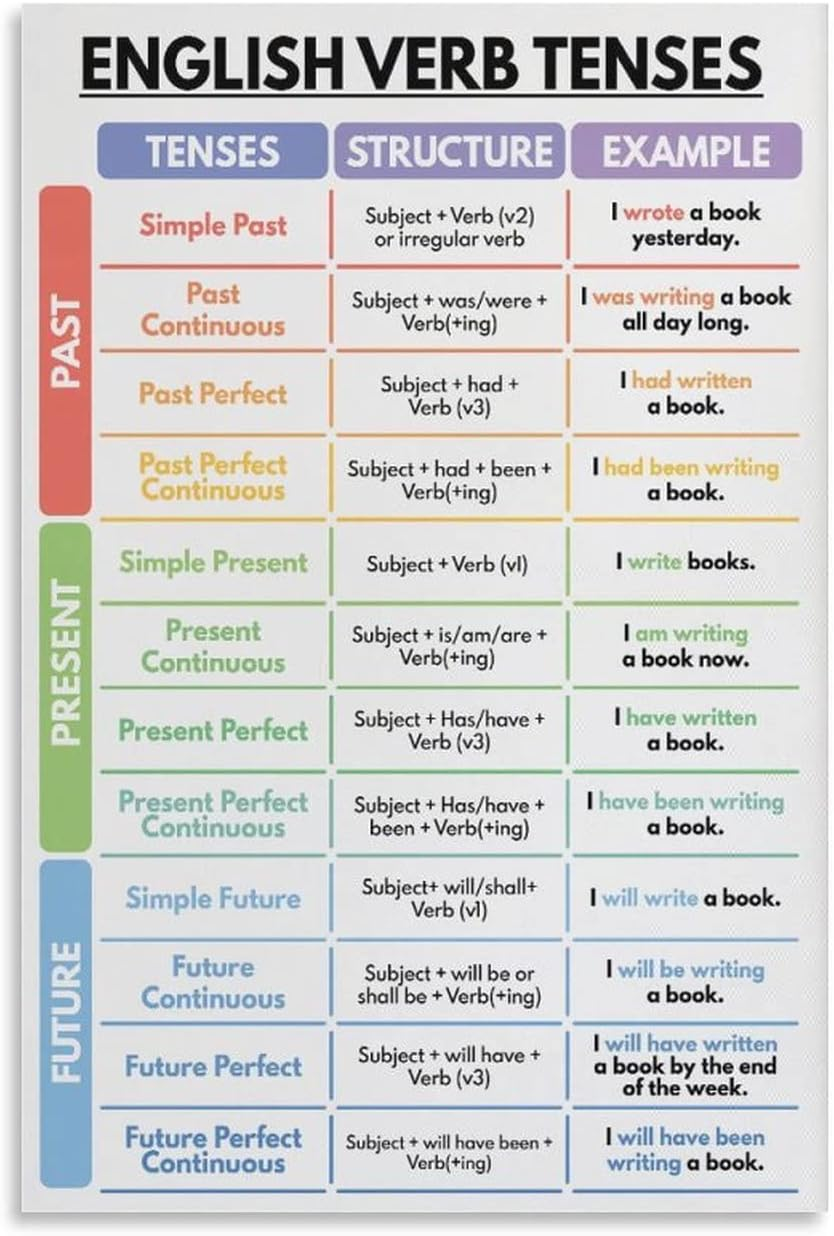 ENGLISH VERB TENSES
TENSES STRUCTURE EXAMPLE
PAST
Simple Past
Subject + Verb (v2)
or irregular verb
I wrote a book
yesterday.
Past
Continuous
Subject + was/were +
Verb(+ing)
I was writing a book
all day long.
Past Perfect
Subject + had +
Verb (v3)
I had written
a book.
Past Perfect
Continuous
Subject + had + been +
Verb(+ing)
I had been writing
a book.
PRESENT
Simple Present
Subject + Verb (v1)
I write books.
Present
Continuous
Subject + is/am/are +
Verb(+ing)
I am writing
a book now.
Present Perfect
Subject + Has/have +
Verb (v3)
I have written
a book.
Present Perfect
Continuous
Subject + Has/have +
been + Verb(+ing)
I have been writing
a book.
FUTURE
Simple Future
Subject+ will/shall+
Verb (v1)
I will write a book.
Future
Continuous
Subject + will be or
shall be + Verb(+ing)
I will be writing
a book.
Future Perfect
Subject + will have +
Verb (v3)
I will have written
a book by the end
of the week.
Future Perfect
Continuous
Subject + will have been +
Verb(+ing)
I will have been
writing a book.